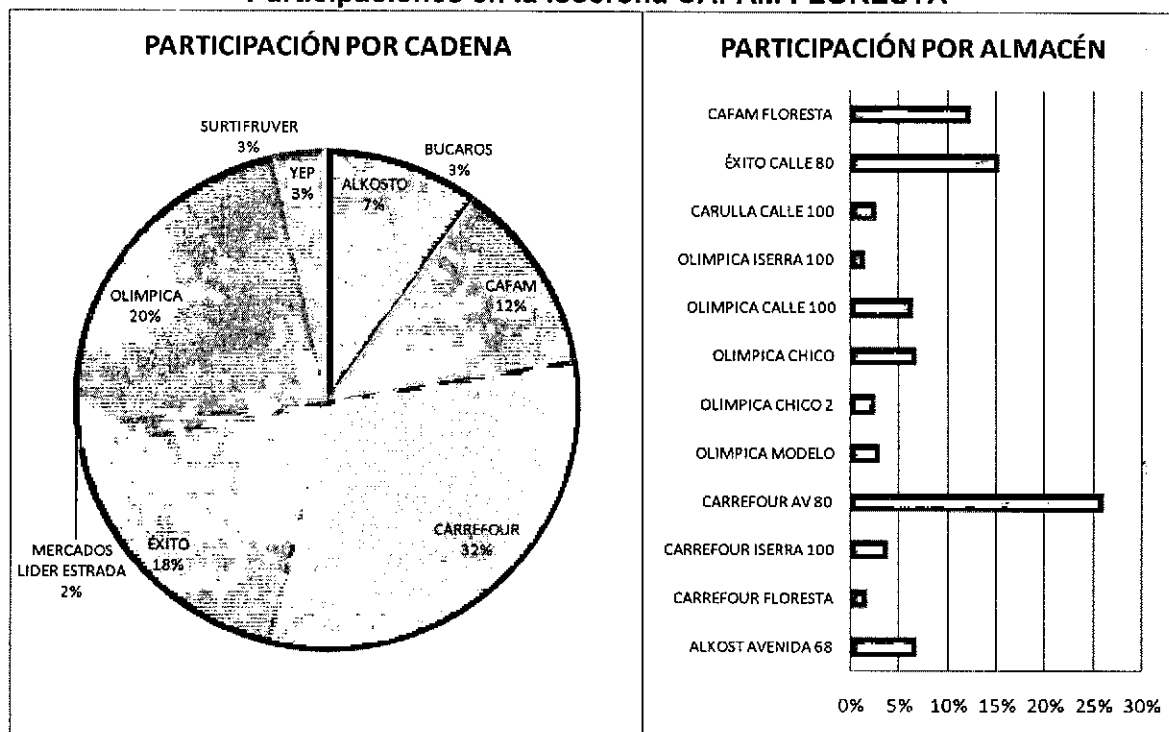 PARTICIPACIÓN POR CADENA
SURTIFRUVER
3%
YEP
3%
BUCAROS
3%
ALKOSTO
7%
CAFAM
12%
OLIMPICA
20%
CARREFOUR
32%
ÉXITO
18%
MERCADOS
LIDER ESTRADA
2%
PARTICIPACIÓN POR ALMACÉN
CAFAM FLORESTA
ÉXITO CALLE 80
CARULLA CALLE 100
OLIMPICA ISERRA 100
OLIMPICA CALLE 100
OLIMPICA CHICO
OLIMPICA CHICO 2
OLIMPICA MODELO
CARREFOUR AV 80
CARREFOUR ISERRA 100
CARREFOUR FLORESTA
ALKOST AVENIDA 68
0% 5% 10% 15% 20% 25% 30%